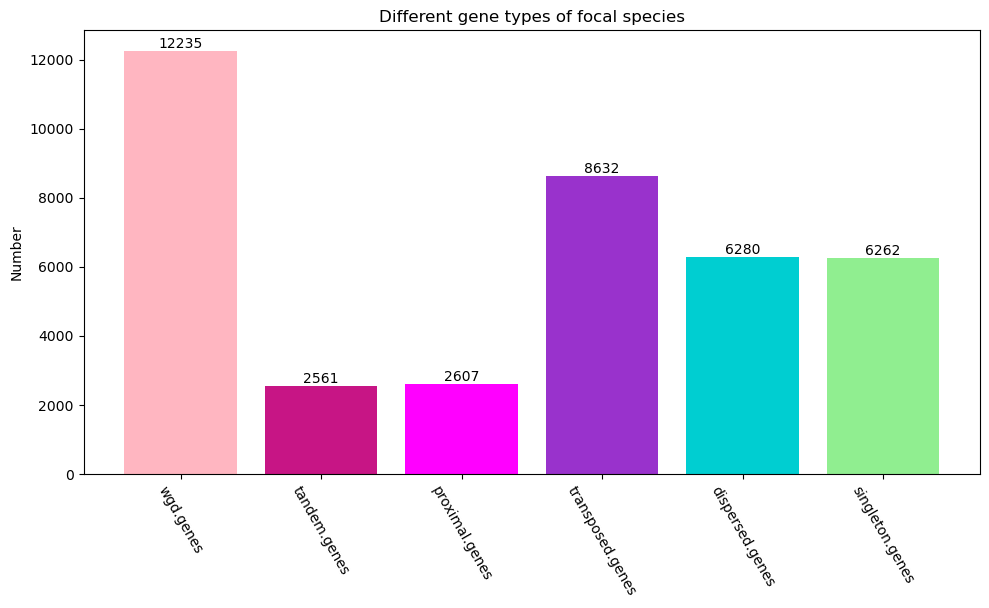 Different gene types of focal species
Number
12000
10000
8000
6000
4000
2000
0
12235
2561
2607
8632
6280
6262
wgd.genes
tandem.genes
proximal.genes
transposed.genes
dispersed.genes
singleton.genes